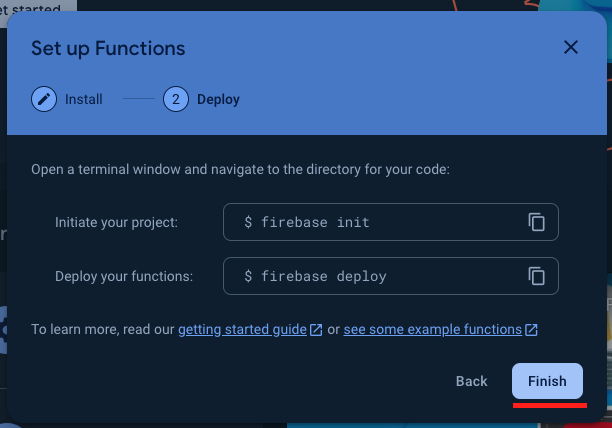 et started
Set up Functions
Install
2 Deploy
Open a terminal window and navigate to the directory for your code:
Initiate your project: $ firebase init
Deploy your functions: $ firebase deploy
To learn more, read our getting started guide or see some example functions
Back Finish